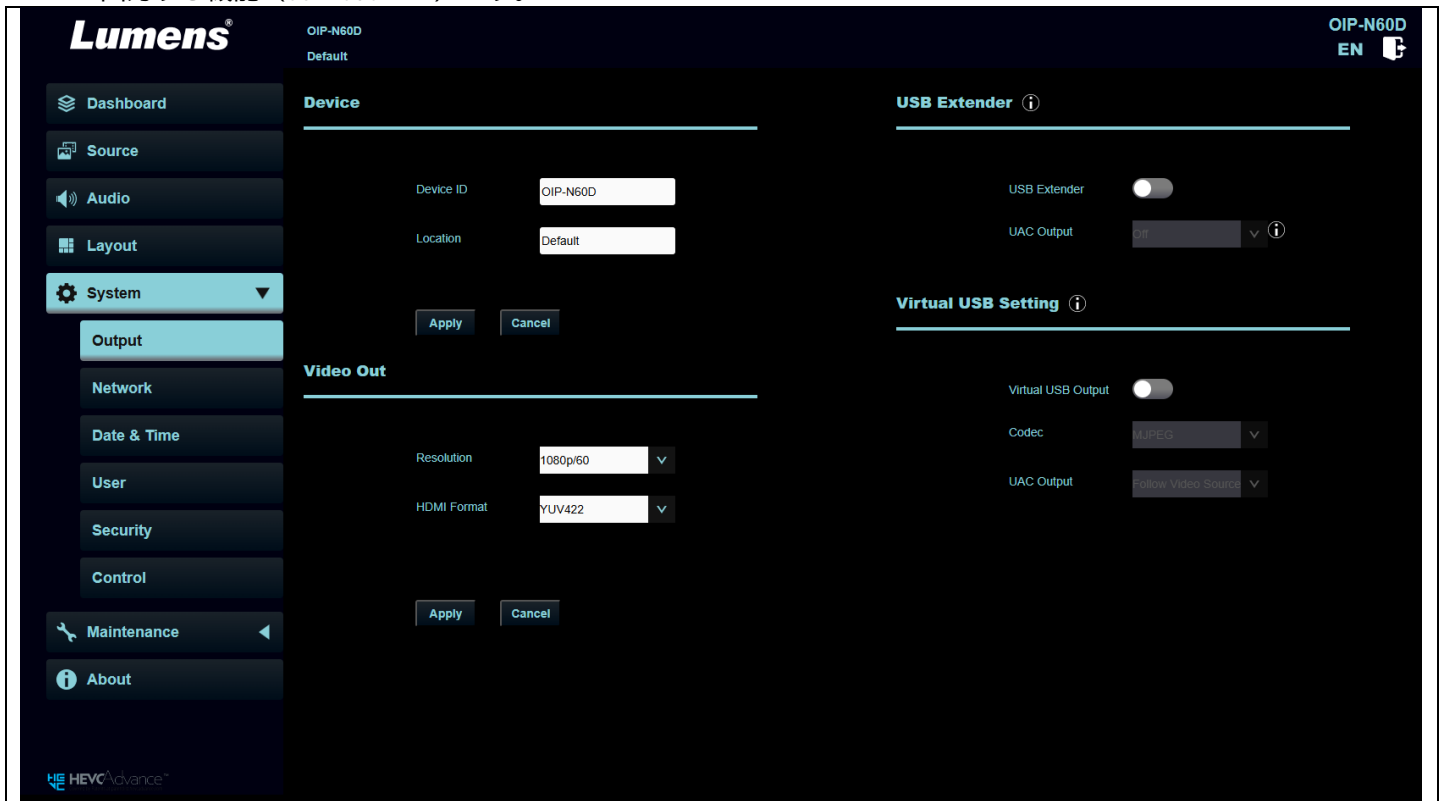 Lumens®
OIP-N60D
Default
OIP-N60D
EN
Dashboard
Source
Audio
Layout
System
Output
Network
Date & Time
User
Security
Control
Maintenance
About
HEVC Advance™
Device
Device ID
OIP-N60D
Location
Default
Apply
Cancel
Video Out
Resolution
1080p/60
HDMI Format
YUV422
Apply
Cancel
USB Extender
USB Extender
UAC Output
Off
Virtual USB Setting
Virtual USB Output
Codec
MJPEG
UAC Output
Follow Video Source